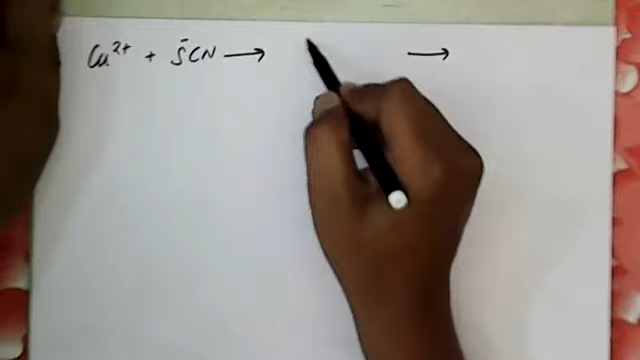 Cu²⁺ + S̄CN ⟶ ⟶